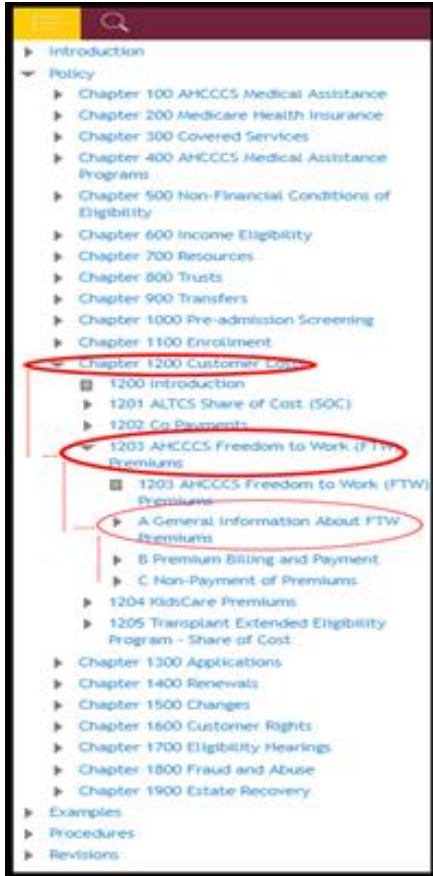 Introduction
Policy
Chapter 100 AHCCCS Medical Assistance
Chapter 200 Medicare Health Insurance
Chapter 300 Covered Services
Chapter 400 AHCCCS Medical Assistance
Programs
Chapter 500 Non-Financial Conditions of
Eligibility
Chapter 600 Income Eligibility
Chapter 700 Resources
Chapter 800 Trusts
Chapter 900 Transfers
Chapter 1000 Pre-admission Screening
Chapter 1100 Enrollment
Chapter 1200 Customer Costs
1200 Introduction
1201 ALTCS Share of Cost (SOC)
1202 Co Payments
1203 AHCCCS Freedom to Work (FTW)
Premiums
1203 AHCCCS Freedom to Work (FTW)
Premiums
A General Information About FTW
Premiums
B Premium Billing and Payment
C Non-Payment of Premiums
1204 KidsCare Premiums
1205 Transplant Extended Eligibility
Program - Share of Cost
Chapter 1300 Applications
Chapter 1400 Renewals
Chapter 1500 Changes
Chapter 1600 Customer Rights
Chapter 1700 Eligibility Hearings
Chapter 1800 Fraud and Abuse
Chapter 1900 Estate Recovery
Examples
Procedures
Revisions